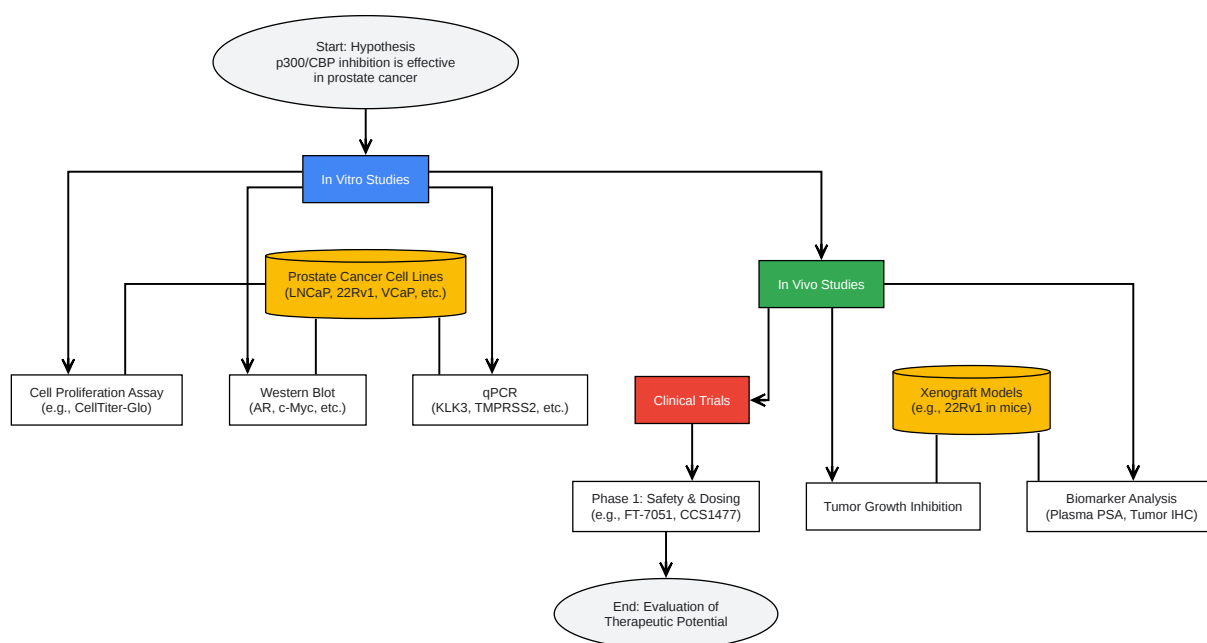 Start: Hypothesis
p300/CBP inhibition is effective
in prostate cancer
In Vitro Studies
Prostate Cancer Cell Lines
(LNCaP, 22Rv1, VCaP, etc.)
In Vivo Studies
Cell Proliferation Assay
(e.g., CellTiter-Glo)
Western Blot
(AR, c-Myc, etc.)
qPCR
(KLK3, TMPRSS2, etc.)
Clinical Trials
Xenograft Models
(e.g., 22Rv1 in mice)
Phase 1: Safety & Dosing
(e.g., FT-7051, CCS1477)
Tumor Growth Inhibition
Biomarker Analysis
(Plasma PSA, Tumor IHC)
End: Evaluation of
Therapeutic Potential